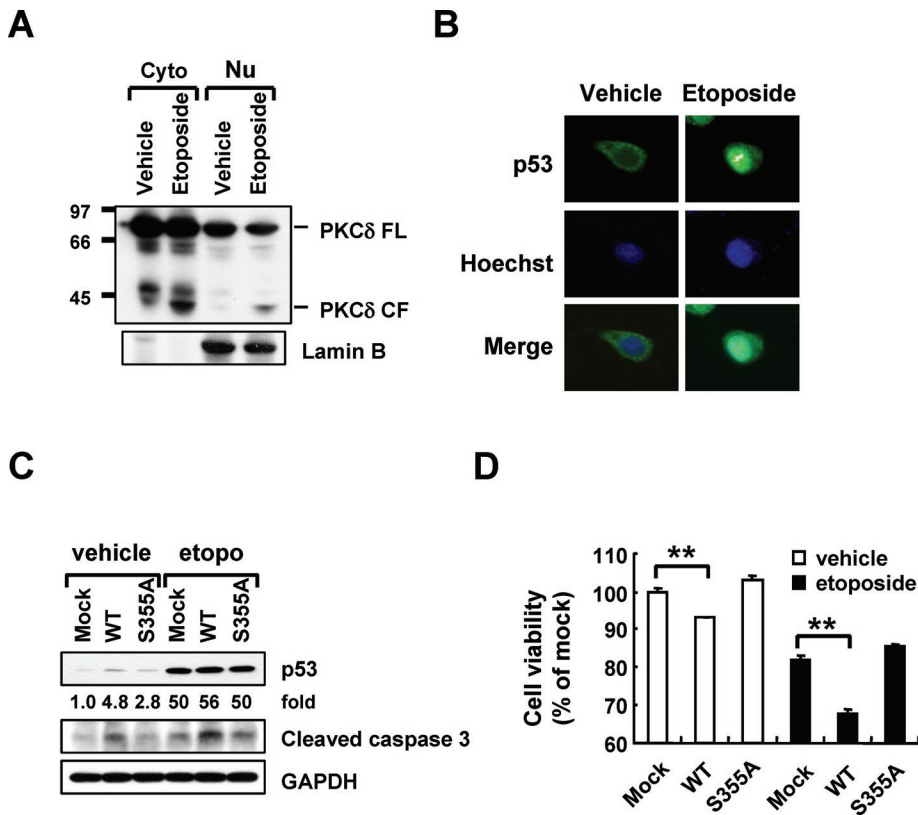 A
Cyto Nu
Vehicle Etoposide Vehicle Etoposide
97
66
45
PKCδ FL
PKCδ CF
Lamin B
B
Vehicle Etoposide
p53
Hoechst
Merge
C
vehicle etopo
Mock WT S355A Mock WT S355A
p53
1.0 4.8 2.8 50 56 50 fold
Cleaved caspase 3
GAPDH
D
Cell viability
(% of mock)
110
100
90
80
70
60
**
**
vehicle
etoposide
Mock WT S355A Mock WT S355A